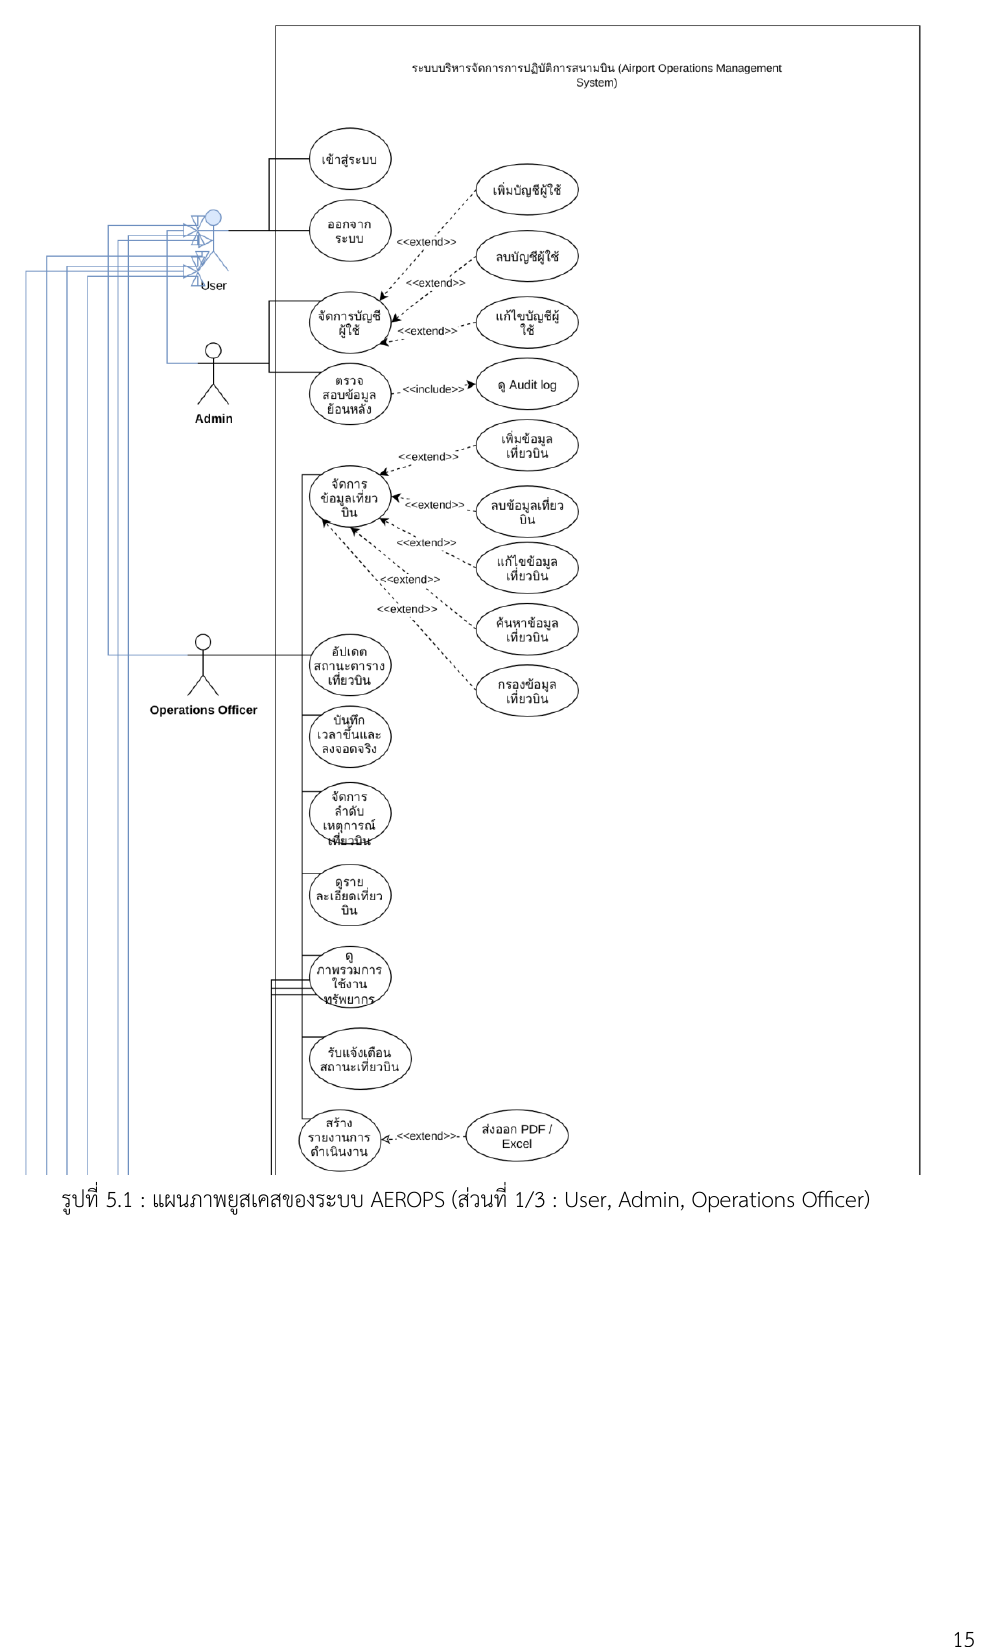 ระบบบริหารจัดการการปฏิบัติการสนามบิน (Airport Operations Management
System)
เข้าสู่ระบบ
เพิ่มบัญชีผู้ใช้
ออกจาก
ระบบ
<<extend>>
ลบบัญชีผู้ใช้
<<extend>>
User
จัดการบัญชี
ผู้ใช้
<<extend>>
แก้ไขบัญชีผู้
ใช้
ตรวจ
สอบข้อมูล
ย้อนหลัง
<<include>>
ดู Audit log
Admin
เพิ่มข้อมูล
เที่ยวบิน
<<extend>>
จัดการ
ข้อมูลเที่ยว
บิน
<<extend>>
ลบข้อมูลเที่ยว
บิน
<<extend>>
แก้ไขข้อมูล
เที่ยวบิน
<<extend>>
<<extend>>
ค้นหาข้อมูล
เที่ยวบิน
อัปเดต
สถานะตาราง
เที่ยวบิน
กรองข้อมูล
เที่ยวบิน
Operations Officer
บันทึก
เวลาขึ้นและ
ลงจอดจริง
จัดการ
ลำดับ
เหตุการณ์
เที่ยวบิน
ดูราย
ละเอียดเที่ยว
บิน
ดู
ภาพรวมการ
ใช้งาน
ทรัพยากร
รับแจ้งเตือน
สถานะเที่ยวบิน
สร้าง
รายงานการ
ดำเนินงาน
<<extend>>
ส่งออก PDF /
Excel
รูปที่ 5.1 : แผนภาพยูสเคสของระบบ AEROPS (ส่วนที่ 1/3 : User, Admin, Operations Officer)
15